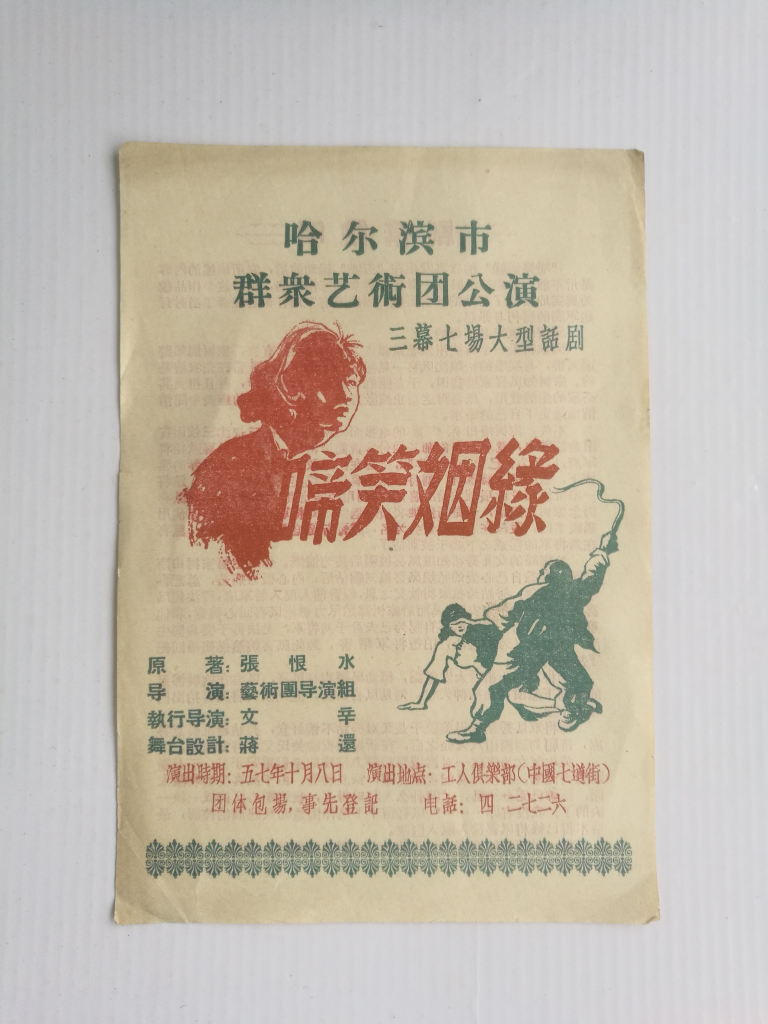 哈尔滨市
群衆艺術团公演
三幕七場大型話剧
啼笑姻緣
原 著：張恨水
导 演：藝術團导演組
執行导演：文 幸
舞台設計：蔣 還
演出時期：五七年十月八日 演出地点：工人俱樂部（中國七道街）
团体包場，事先登記 电話：四 二七二六